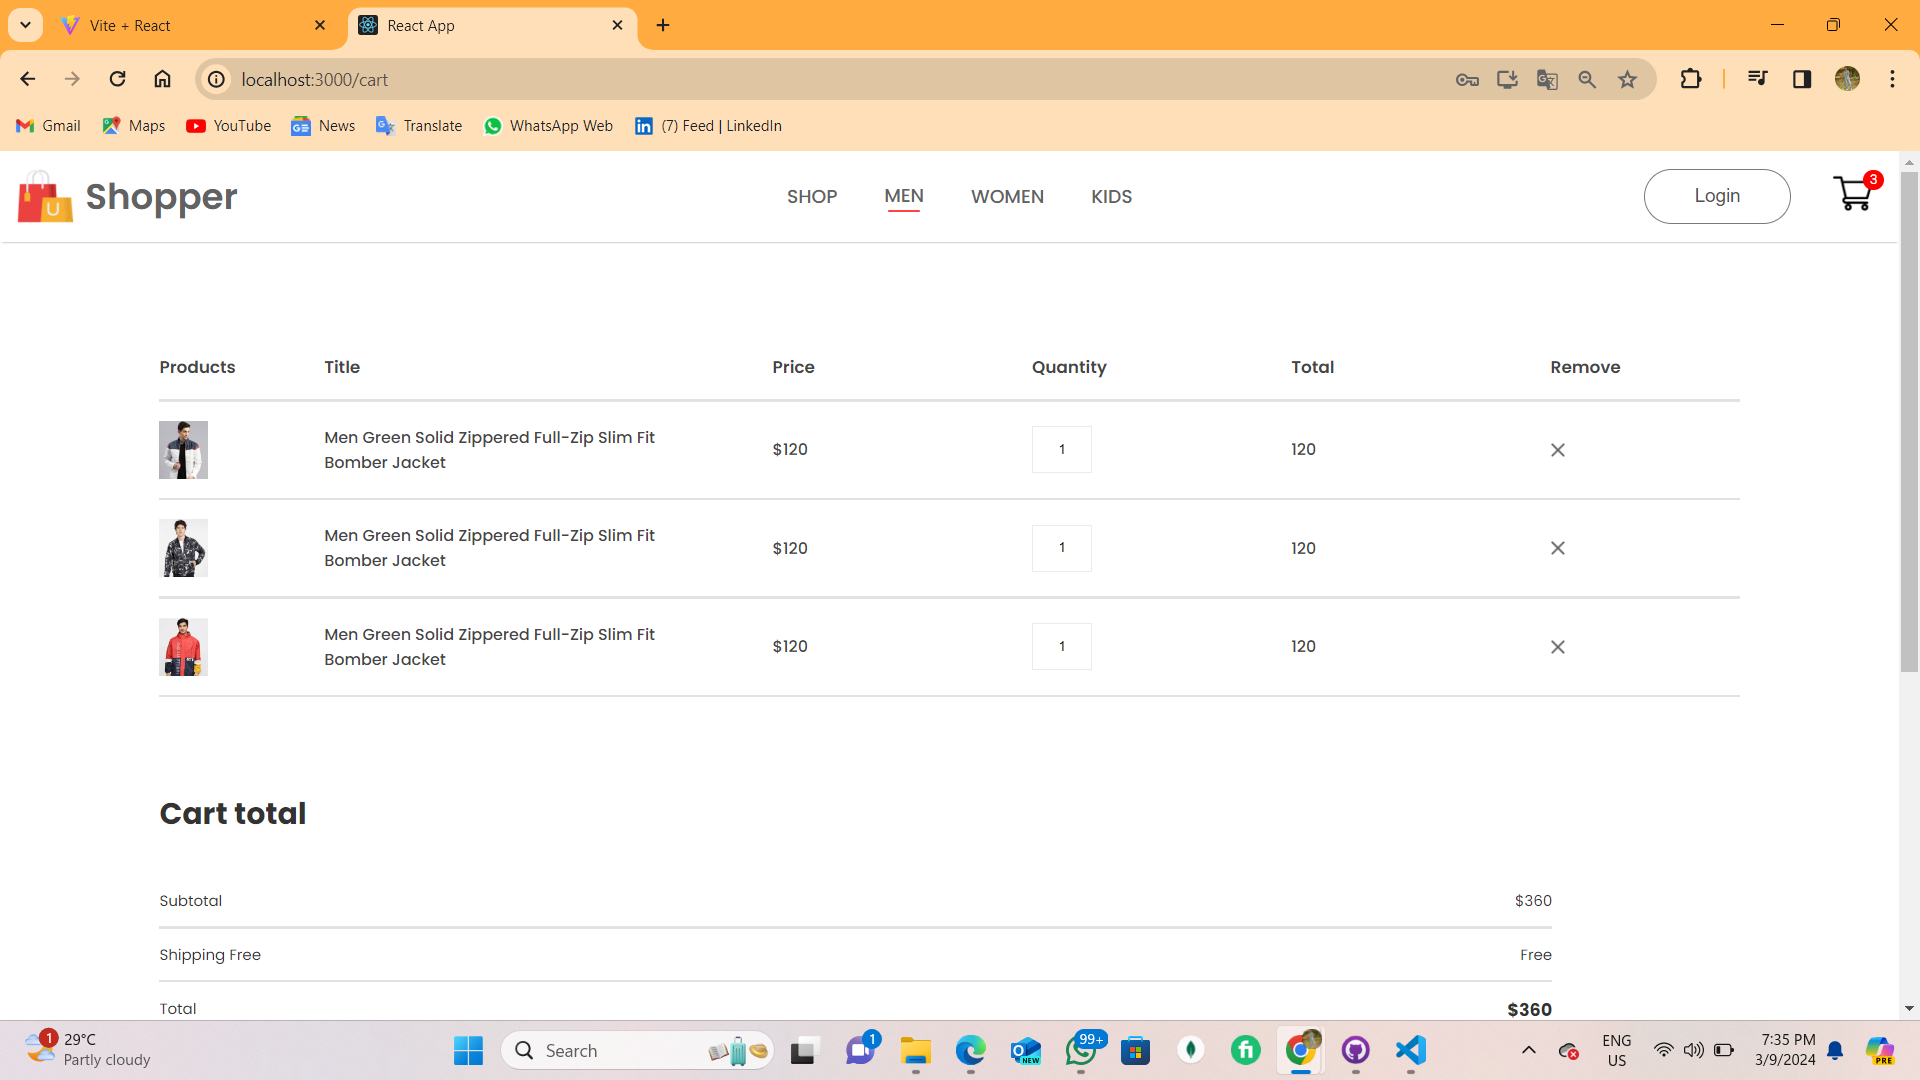 Vite + React
React App
localhost:3000/cart
Gmail
Maps
YouTube
News
Translate
WhatsApp Web
(7) Feed | LinkedIn
U
Shopper
SHOP
MEN
WOMEN
KIDS
Login
3
Products
Title
Price
Quantity
Total
Remove
Men Green Solid Zippered Full-Zip Slim Fit
Bomber Jacket
$120
1
120
Men Green Solid Zippered Full-Zip Slim Fit
Bomber Jacket
$120
1
120
Men Green Solid Zippered Full-Zip Slim Fit
Bomber Jacket
$120
1
120
Cart total
Subtotal
$360
Shipping Free
Free
Total
$360
1
29°C
Partly cloudy
Search
1
NEW
99+
fi
ENG
US
7:35 PM
3/9/2024
PRE